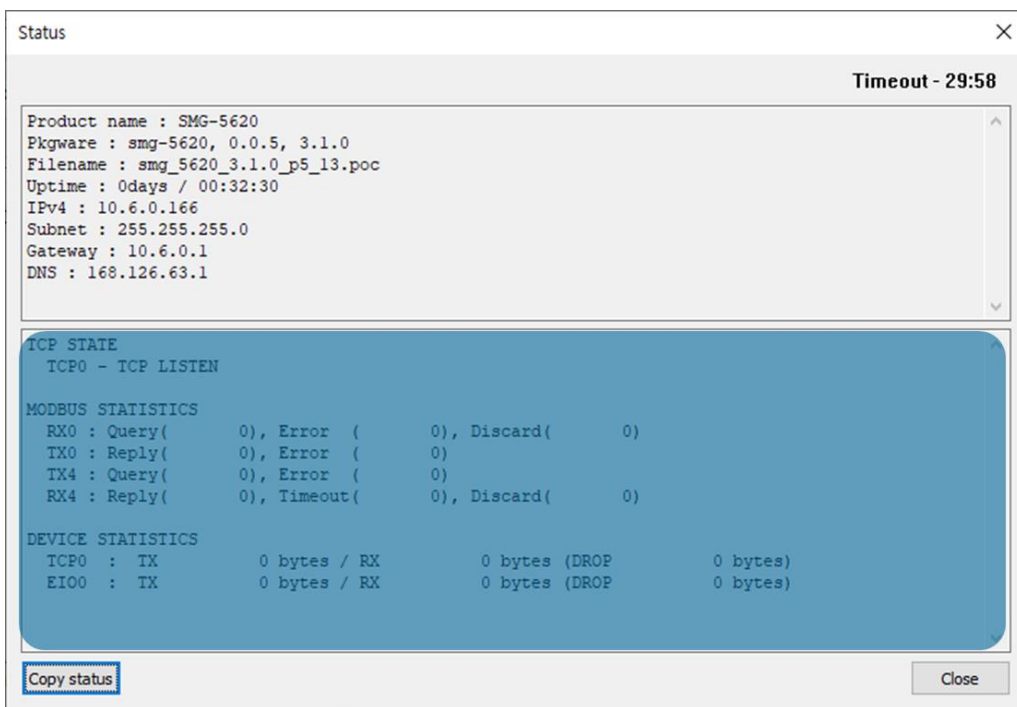 Status
Timeout - 29:58
Product name : SMG-5620
Pkgware : smg-5620, 0.0.5, 3.1.0
Filename : smg_5620_3.1.0_p5_13.poc
Uptime : 0days / 00:32:30
IPv4 : 10.6.0.166
Subnet : 255.255.255.0
Gateway : 10.6.0.1
DNS : 168.126.63.1
TCP STATE
TCP0 - TCP LISTEN
MODBUS STATISTICS
RX0 : Query( 0), Error ( 0), Discard( 0)
TX0 : Reply( 0), Error ( 0)
TX4 : Query( 0), Error ( 0)
RX4 : Reply( 0), Timeout( 0), Discard( 0)
DEVICE STATISTICS
TCP0 : TX 0 bytes / RX 0 bytes (DROP 0 bytes)
EIO0 : TX 0 bytes / RX 0 bytes (DROP 0 bytes)
Copy status
Close